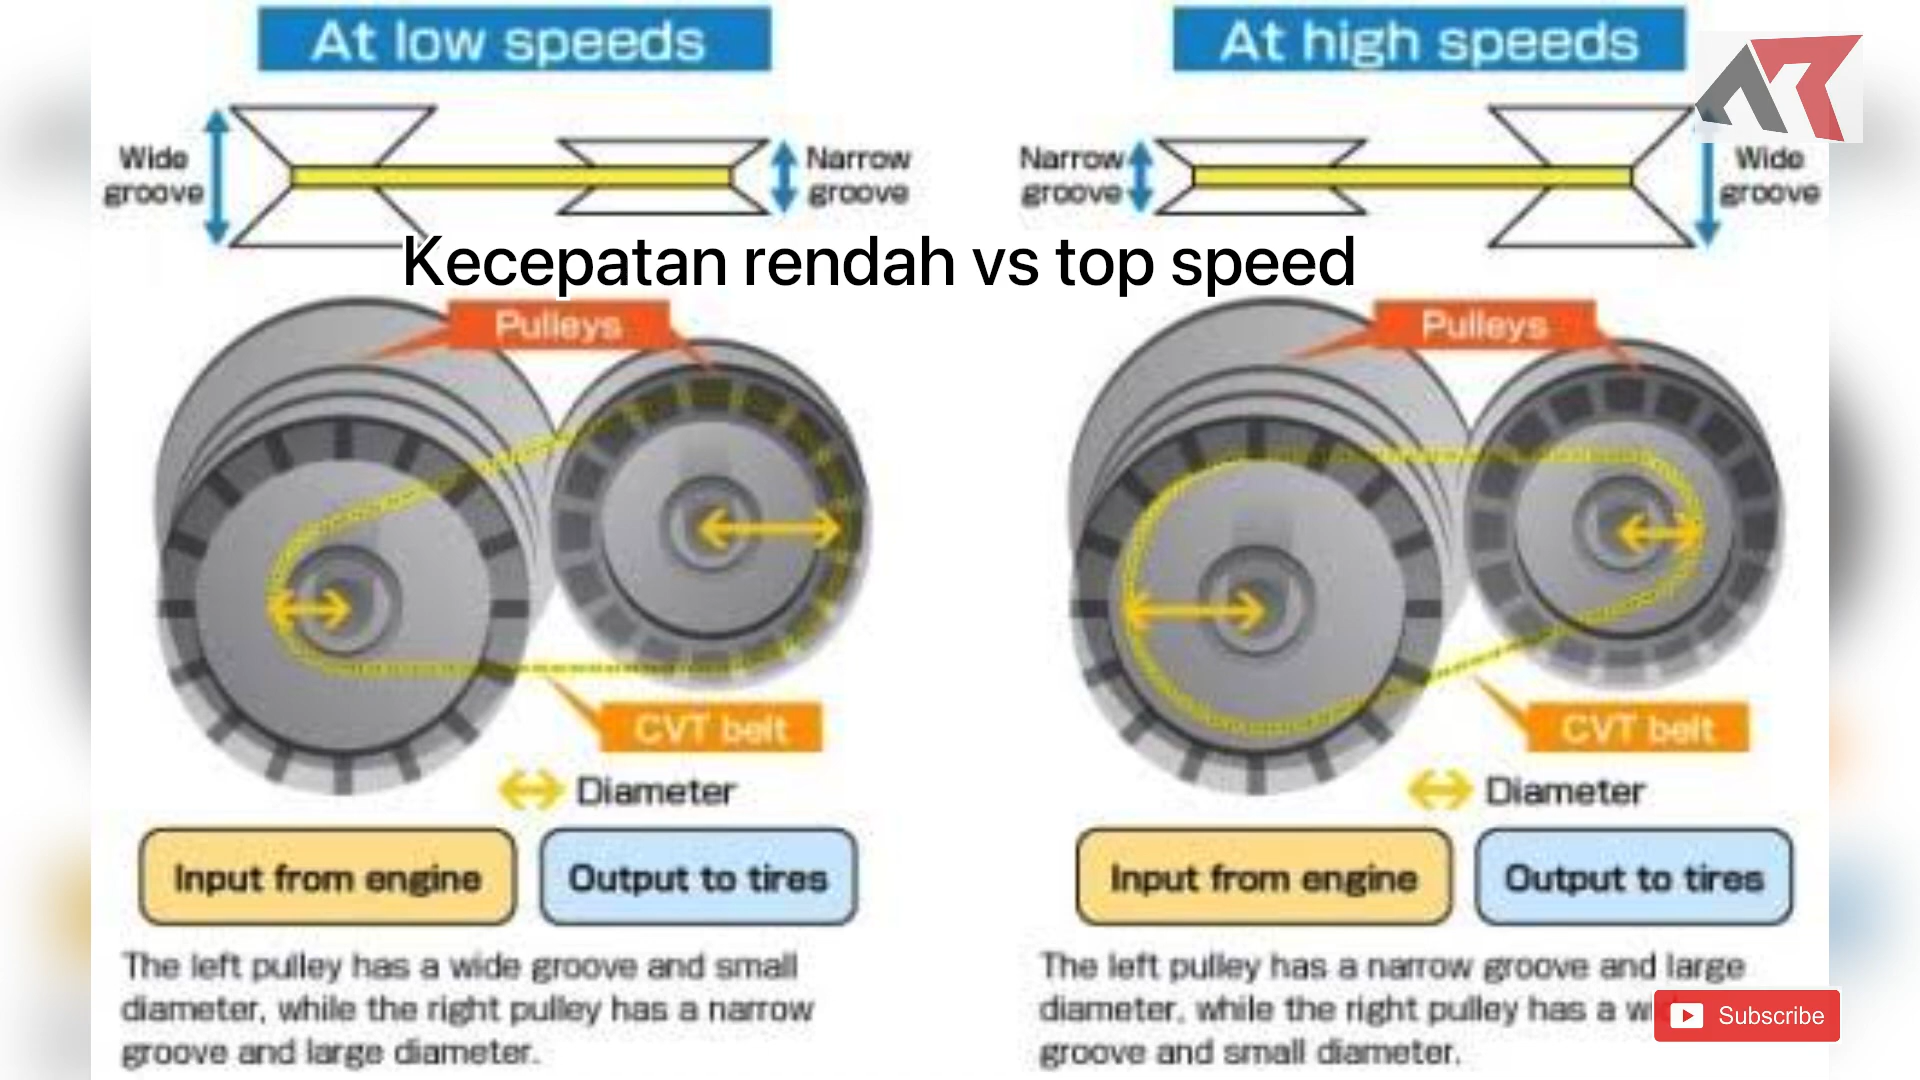 At low speeds
At high speeds
Wide
groove
Narrow
groove
Narrow
groove
Wide
groove
Kecepatan rendah vs top speed
Pulleys
Pulleys
CVT belt
CVT belt
Diameter
Diameter
Input from engine
Output to tires
Input from engine
Output to tires
The left pulley has a wide groove and small
diameter, while the right pulley has a narrow
groove and large diameter.
The left pulley has a narrow groove and large
diameter, while the right pulley has a
groove and small diameter.
Subscribe